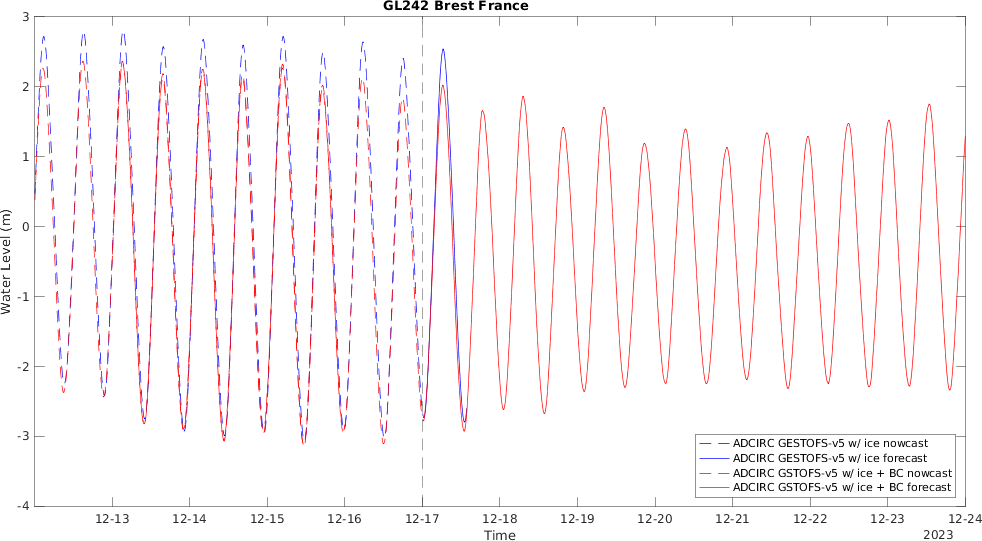 GL242 Brest France
3
2
1
0
-1
-2
-3
-4
Water Level (m)
12-13 12-14 12-15 12-16 12-17 12-18 12-19 12-20 12-21 12-22 12-23 12-24
Time
2023
ADCIRC GESTOFS-v5 w/ ice nowcast
ADCIRC GESTOFS-v5 w/ ice forecast
ADCIRC GSTOFS-v5 w/ ice + BC nowcast
ADCIRC GSTOFS-v5 w/ ice + BC forecast